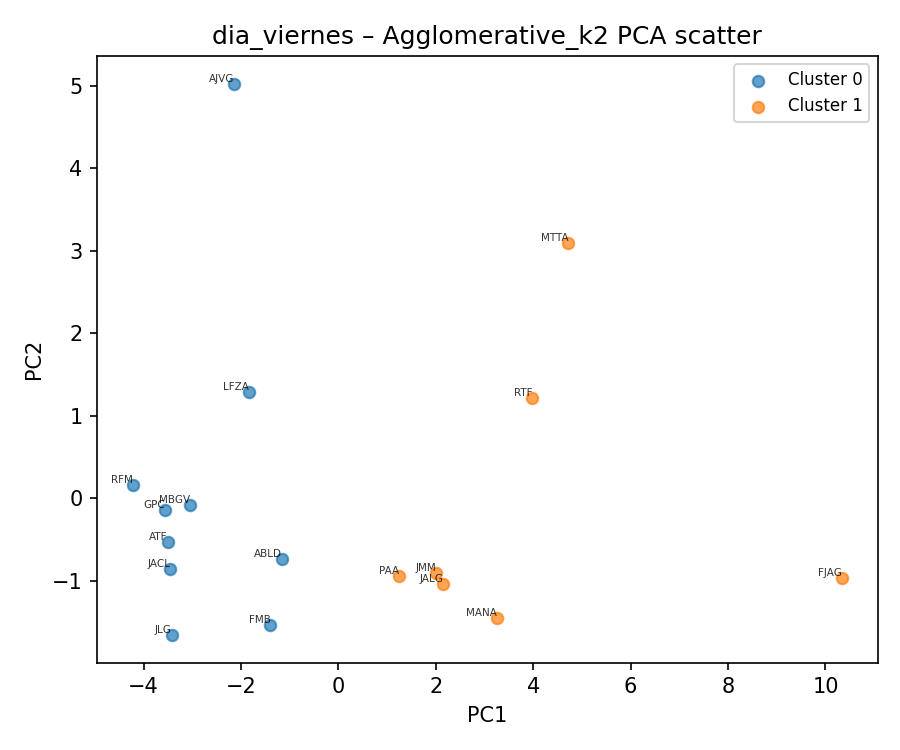 dia_viernes – Agglomerative_k2 PCA scatter
Cluster 0
Cluster 1
AJVG
MTTA
LFZA
RTF
RFM
MBGV
GPC
ATF
JACL
ABLD
PAA
JMM
JALG
FJAG
MANA
FMB
JLG
5
4
3
2
1
0
−1
PC2
−4
−2
0
2
4
6
8
10
PC1